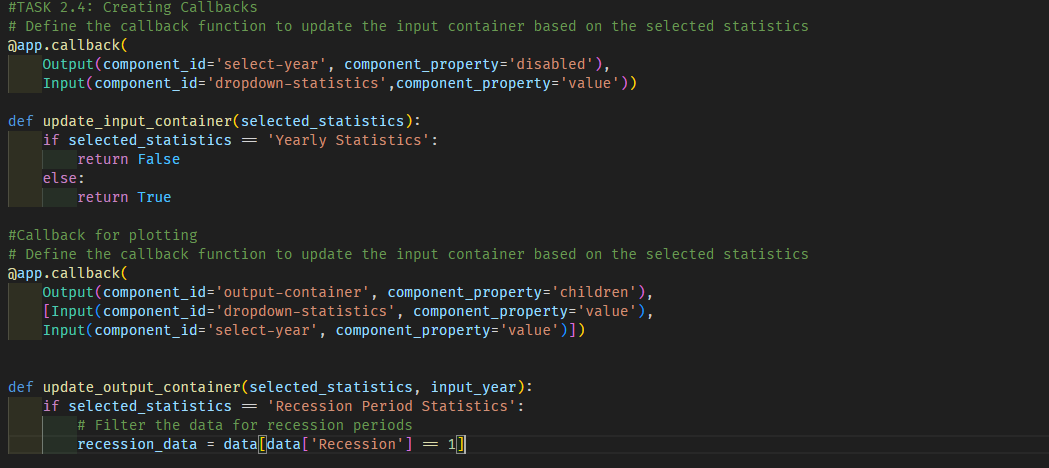 #TASK 2.4: Creating Callbacks
# Define the callback function to update the input container based on the selected statistics
@app.callback(
    Output(component_id='select-year', component_property='disabled'),
    Input(component_id='dropdown-statistics',component_property='value'))

def update_input_container(selected_statistics):
    if selected_statistics == 'Yearly Statistics':
        return False
    else:
        return True

#Callback for plotting
# Define the callback function to update the input container based on the selected statistics
@app.callback(
    Output(component_id='output-container', component_property='children'),
    [Input(component_id='dropdown-statistics', component_property='value'),
    Input(component_id='select-year', component_property='value')])


def update_output_container(selected_statistics, input_year):
    if selected_statistics == 'Recession Period Statistics':
        # Filter the data for recession periods
        recession_data = data[data['Recession'] == 1]